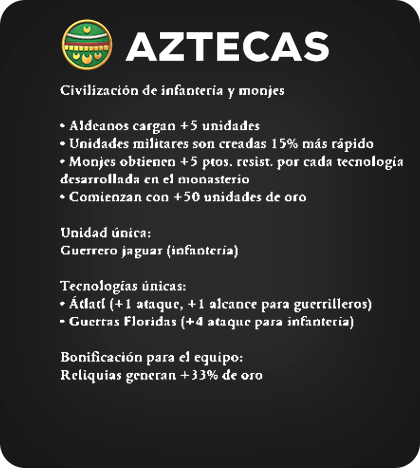 AZTECAS
Civilización de infantería y monjes
• Aldeanos cargan +5 unidades
• Unidades militares son creadas 15% más rápido
• Monjes obtienen +5 ptos. resist. por cada tecnología
desarrollada en el monasterio
• Comienzan con +50 unidades de oro
Unidad única:
Guerrero jaguar (infantería)
Tecnologías únicas:
• Átlatl (+1 ataque, +1 alcance para guerrilleros)
• Guerras Floridas (+4 ataque para infantería)
Bonificación para el equipo:
Reliquias generan +33% de oro